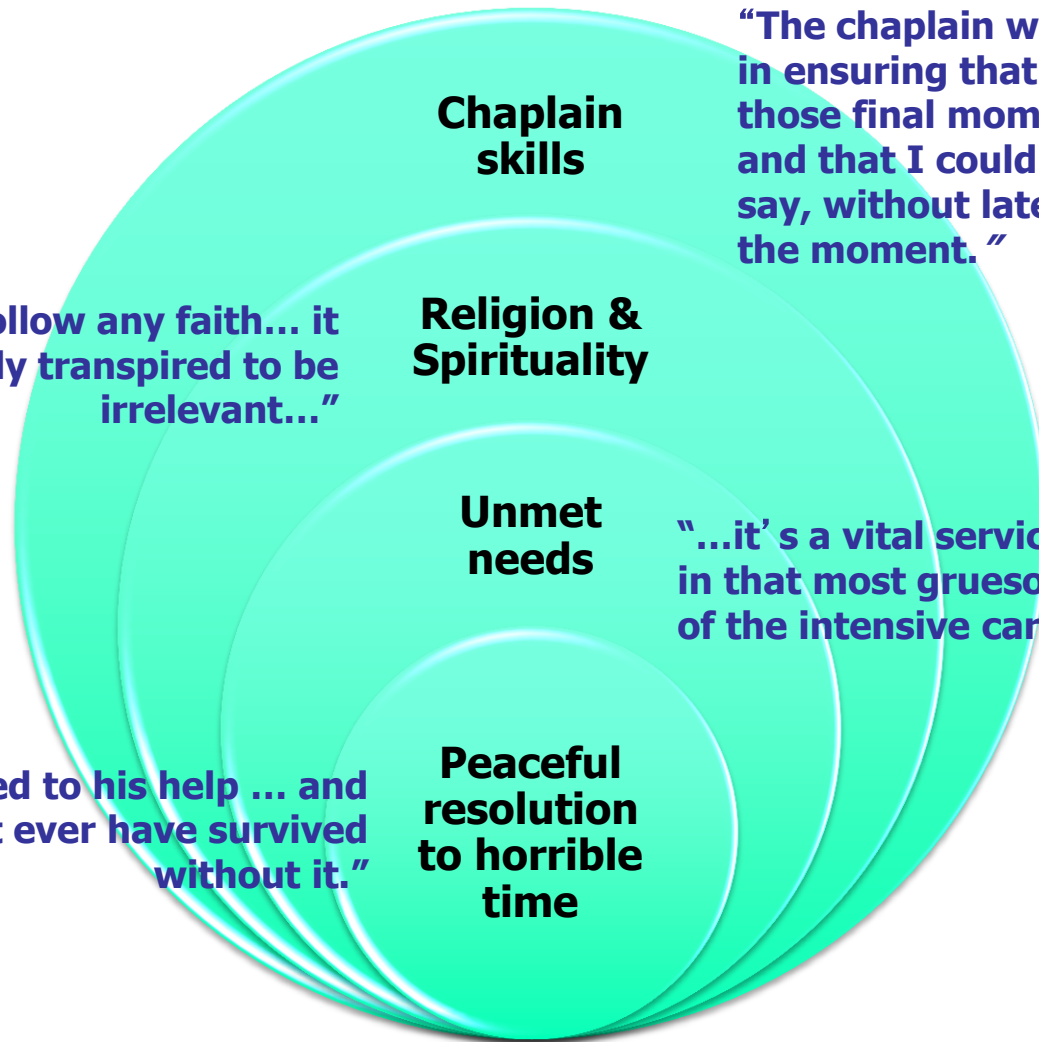 “The chaplain w
in ensuring that
those final mom
and that I could
say, without late
the moment.”
Chaplain
skills
ollow any faith... it
ly transpired to be
irrelevant...”
Religion &
Spirituality
Unmet
needs
“...it’s a vital servic
in that most grueso
of the intensive car
ed to his help ... and
t ever have survived
without it.”
Peaceful
resolution
to horrible
time